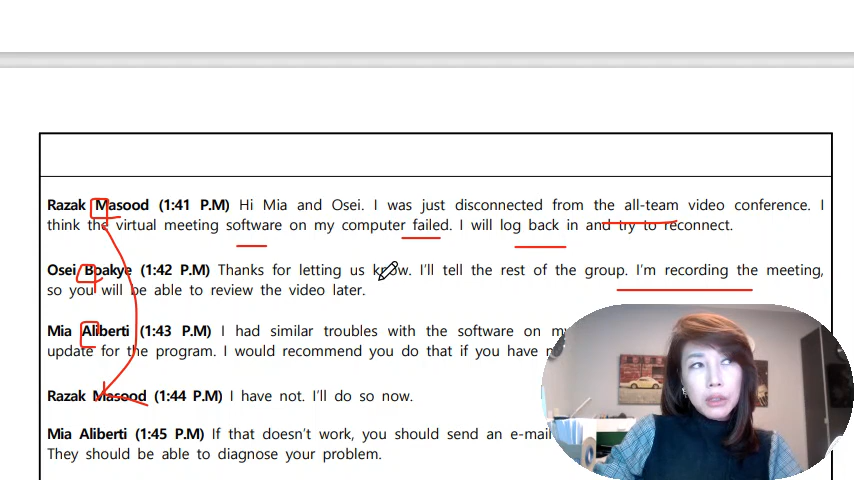 Razak Masood (1:41 P.M) Hi Mia and Osei. I was just disconnected from the all-team video conference. I
think the virtual meeting software on my computer failed. I will log back in and try to reconnect.
Osei Boakye (1:42 P.M) Thanks for letting us know. I'll tell the rest of the group. I'm recording the meeting,
so you will be able to review the video later.
Mia Aliberti (1:43 P.M) I had similar troubles with the software on
update for the program. I would recommend you do that if you have
Razak Masood (1:44 P.M) I have not. I'll do so now.
Mia Aliberti (1:45 P.M) If that doesn't work, you should send an e-mail
They should be able to diagnose your problem.